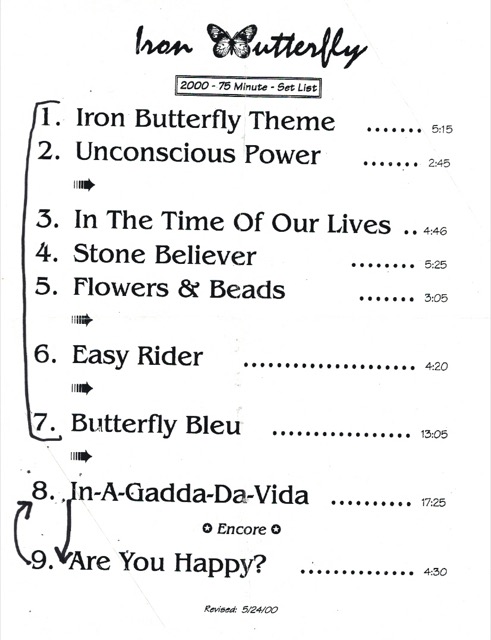 Iron Butterfly
2000 - 75 Minute - Set List
1. Iron Butterfly Theme ....... 5:15
2. Unconscious Power ....... 2:45
3. In The Time Of Our Lives .. 4:46
4. Stone Believer ........ 5:25
5. Flowers & Beads ....... 3:05
6. Easy Rider ...................... 4:20
7. Butterfly Bleu .................. 13:05
8. In-A-Gadda-Da-Vida ........... 17:25
✪ Encore ✪
9. Are You Happy? ............... 4:30
Revised: 5/24/00